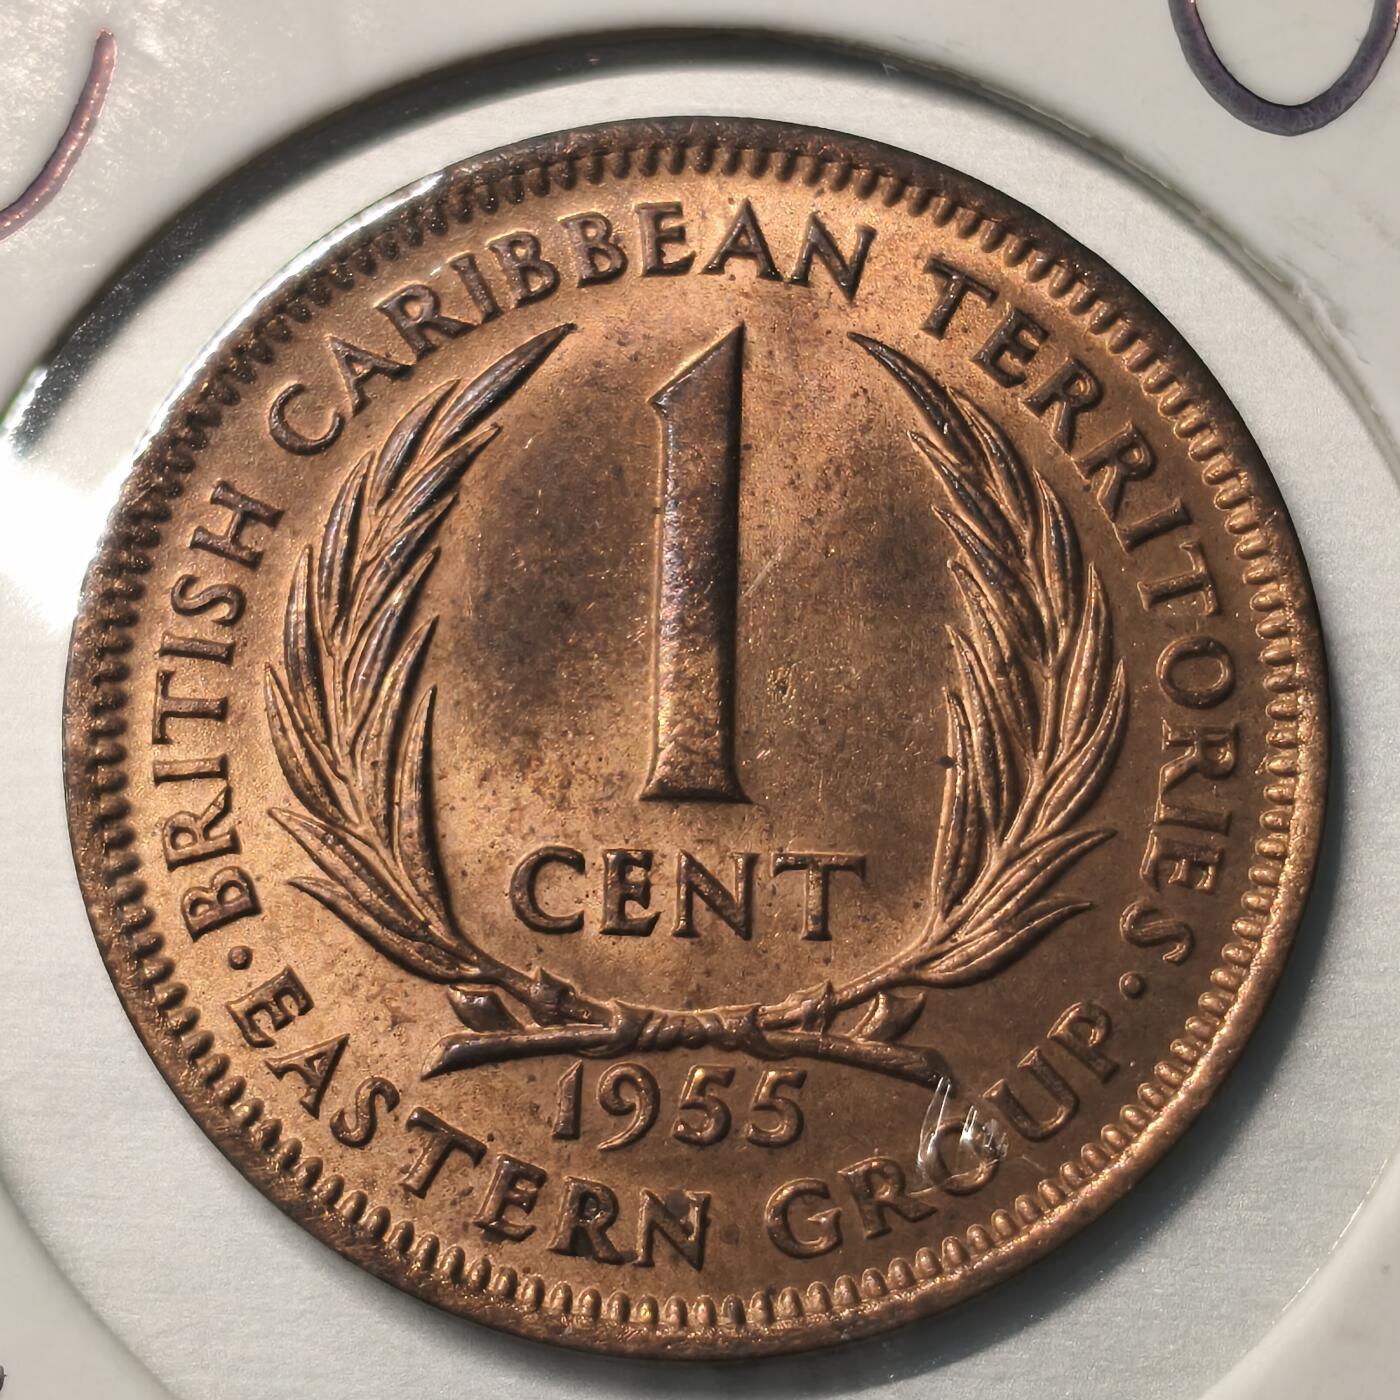 BRITISH CARIBBEAN TERRITORIES
1
CENT
1955
· EASTERN GROUP ·